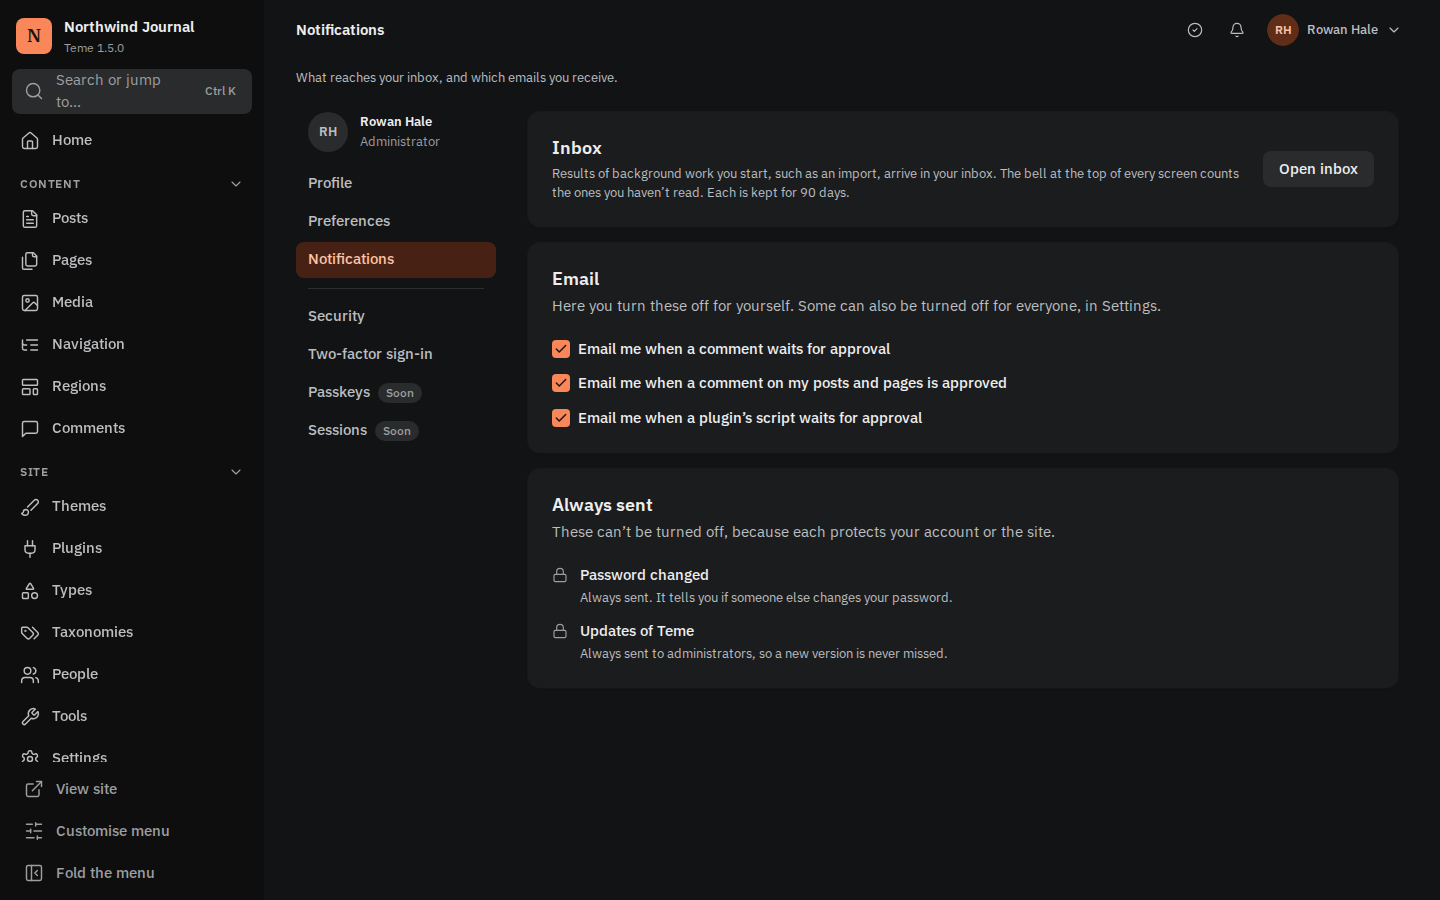 N
Northwind Journal
Teme 1.5.0
Search or jump
to...
Ctrl K
Home
CONTENT
Posts
Pages
Media
Navigation
Regions
Comments
SITE
Themes
Plugins
Types
Taxonomies
People
Tools
Settings
View site
Customise menu
Fold the menu
Notifications
RH
Rowan Hale
What reaches your inbox, and which emails you receive.
RH
Rowan Hale
Administrator
Profile
Preferences
Notifications
Security
Two-factor sign-in
Passkeys Soon
Sessions Soon
Inbox
Results of background work you start, such as an import, arrive in your inbox. The bell at the top of every screen counts
the ones you haven’t read. Each is kept for 90 days.
Open inbox
Email
Here you turn these off for yourself. Some can also be turned off for everyone, in Settings.
Email me when a comment waits for approval
Email me when a comment on my posts and pages is approved
Email me when a plugin’s script waits for approval
Always sent
These can’t be turned off, because each protects your account or the site.
Password changed
Always sent. It tells you if someone else changes your password.
Updates of Teme
Always sent to administrators, so a new version is never missed.